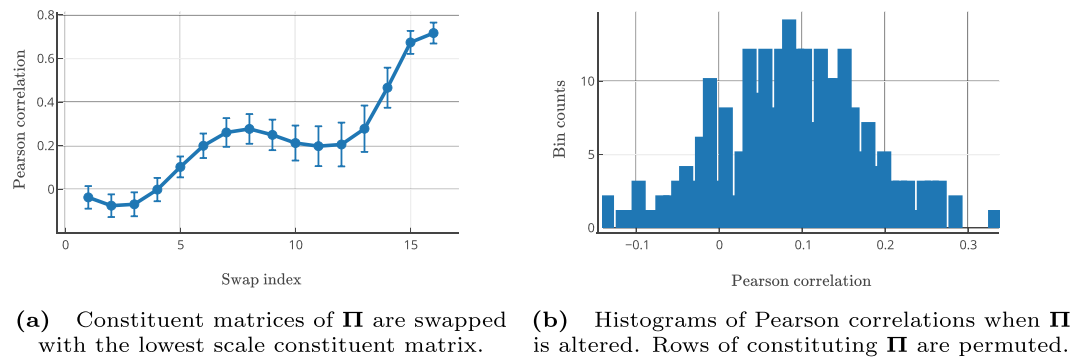 0.8
0.6
0.4
0.2
0
Pearson correlation
0 5 10 15
Swap index
10
5
0
Bin counts
−0.1 0 0.1 0.2 0.3
Pearson correlation
(a) Constituent matrices of Π are swapped
with the lowest scale constituent matrix.
(b) Histograms of Pearson correlations when Π
is altered. Rows of constituting Π are permuted.